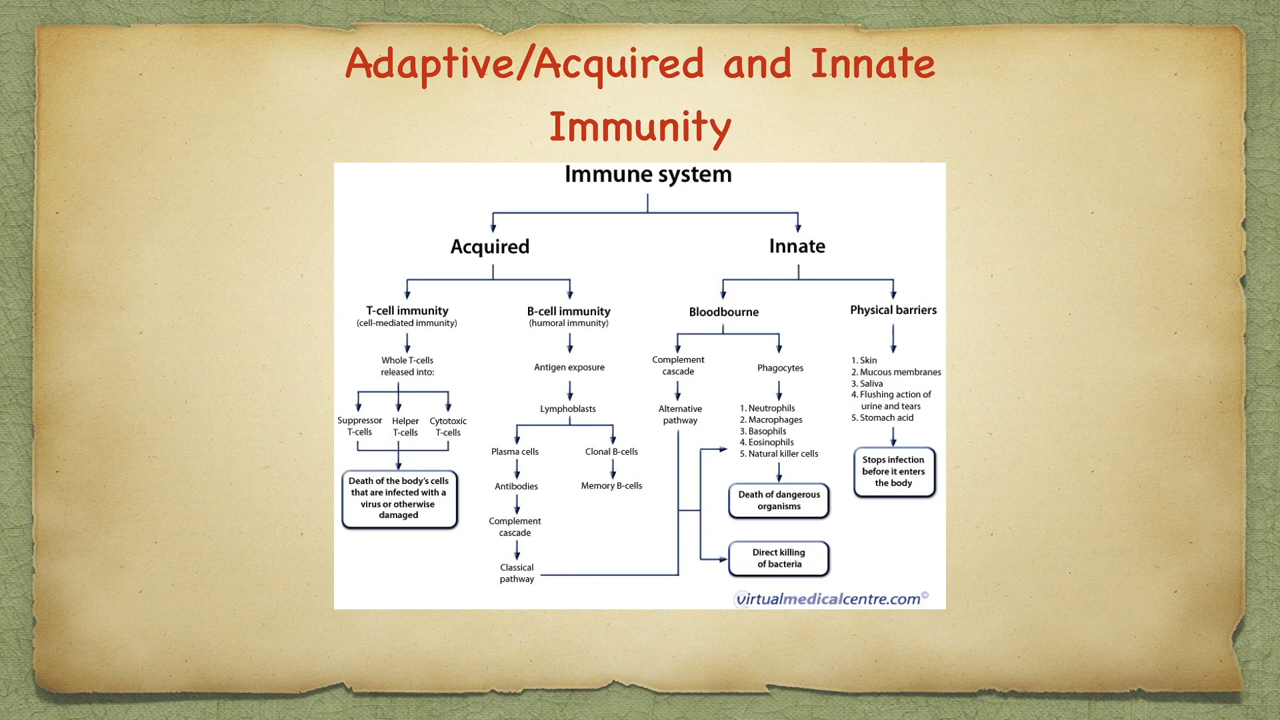 Adaptive/Acquired and Innate
Immunity
Immune system
Acquired
Innate
T-cell immunity
(cell-mediated immunity)
B-cell immunity
(humoral immunity)
Bloodbourne
Physical barriers
Whole T-cells
released into:
Antigen exposure
Complement
cascade
Phagocytes
1. Skin
2. Mucous membranes
3. Saliva
4. Flushing action of
urine and tears
5. Stomach acid
Suppressor
T-cells
Helper
T-cells
Cytotoxic
T-cells
Lymphoblasts
Alternative
pathway
1. Neutrophils
2. Macrophages
3. Basophils
4. Eosinophils
5. Natural killer cells
Plasma cells
Clonal B-cells
Stops infection
before it enters
the body
Death of the body's cells
that are infected with a
virus or otherwise
damaged
Antibodies
Memory B-cells
Death of dangerous
organisms
Complement
cascade
Direct killing
of bacteria
Classical
pathway
virtualmedicalcentre.com©